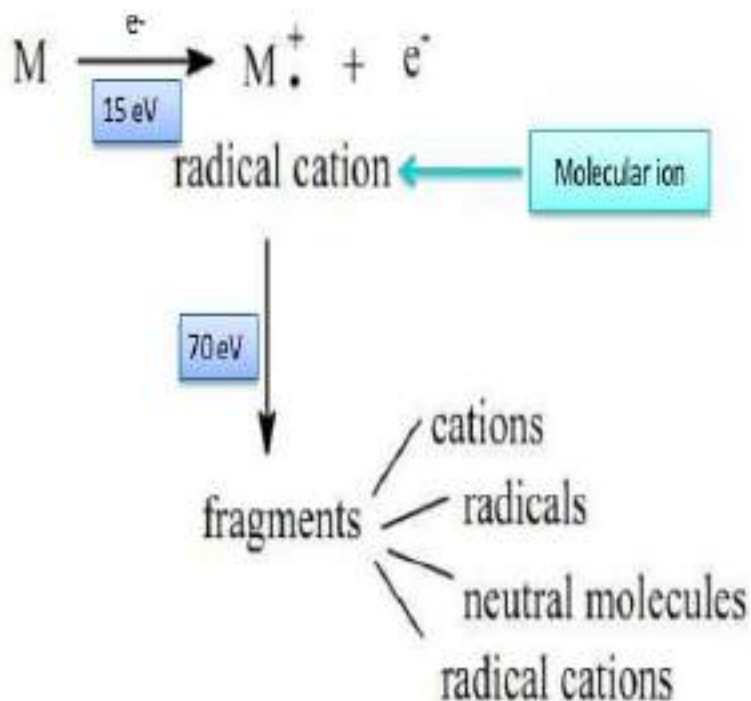 e-
M → M⁺• + e⁻
15 eV
radical cation
Molecular ion
70 eV
cations
radicals
fragments
neutral molecules
radical cations